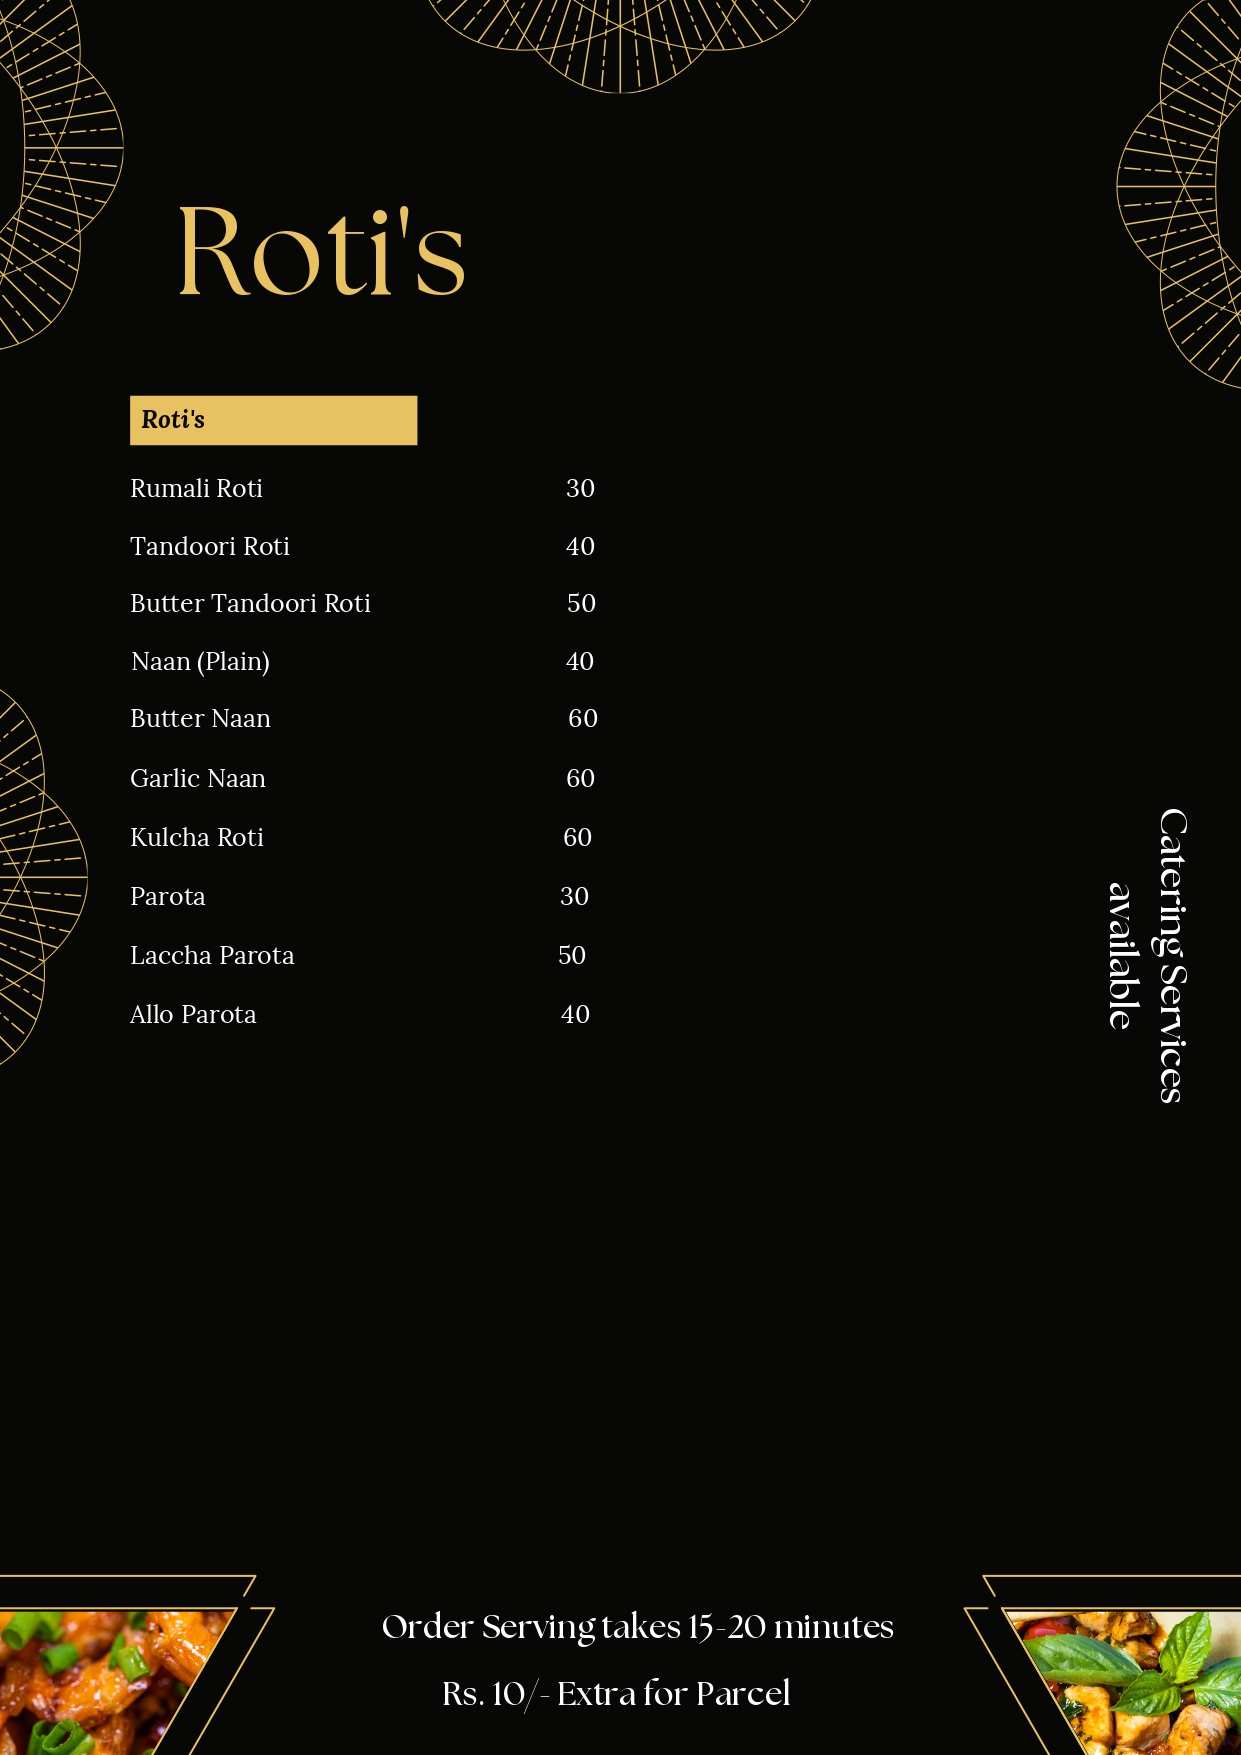 Roti's
Roti's
Rumali Roti 30
Tandoori Roti 40
Butter Tandoori Roti 50
Naan (Plain) 40
Butter Naan 60
Garlic Naan 60
Kulcha Roti 60
Parota 30
Laccha Parota 50
Allo Parota 40
Catering Services
available
Order Serving takes 15-20 minutes
Rs. 10/- Extra for Parcel